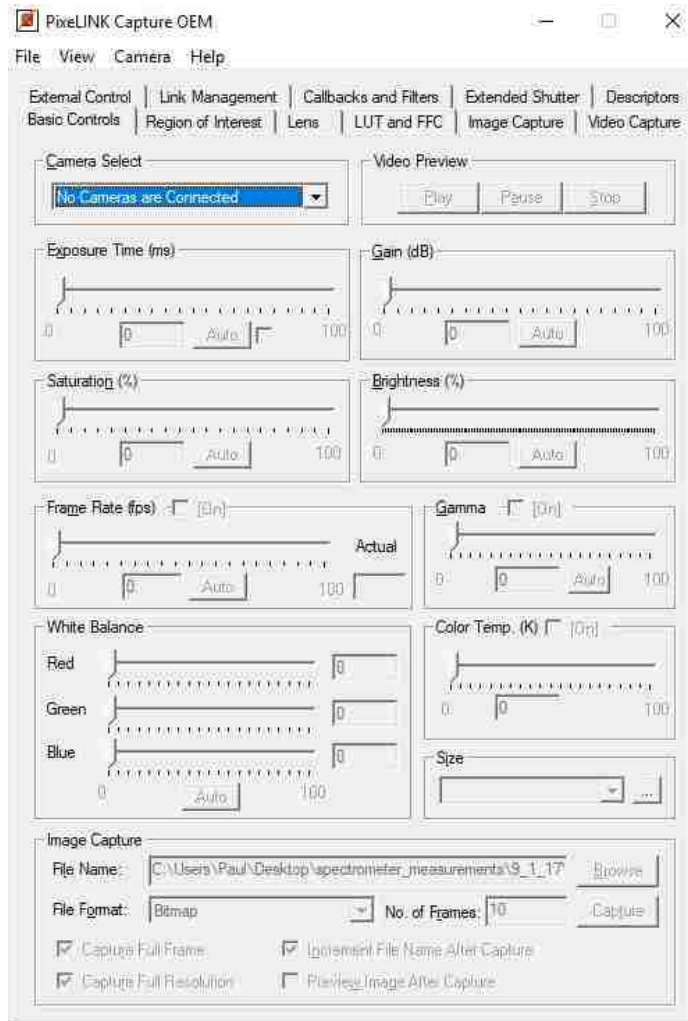 PixeLINK Capture OEM
File View Camera Help
External Control Link Management Callbacks and Filters Extended Shutter Descriptors
Basic Controls Region of Interest Lens LUT and FFC Image Capture Video Capture
Camera Select
No Cameras are Connected
Video Preview
Play Pause Stop
Exposure Time (ms)
0 0 Auto 100
Gain (dB)
0 0 Auto 100
Saturation (%)
0 0 Auto 100
Brightness (%)
0 0 Auto 100
Frame Rate (fps) [On]
Actual
0 0 Auto 100
Gamma [On]
0 0 Auto 100
White Balance
Red 0
Green 0
Blue 0
0 Auto 100
Color Temp. (K) [On]
0 0 100
Size
...
Image Capture
File Name: C:\Users\Paul\Desktop\spectrometer_measurements\9_1_17\ Browse
File Format: Bitmap No. of Frames: 10 Capture
Capture Full Frame Increment File Name After Capture
Capture Full Resolution Preview Image After Capture